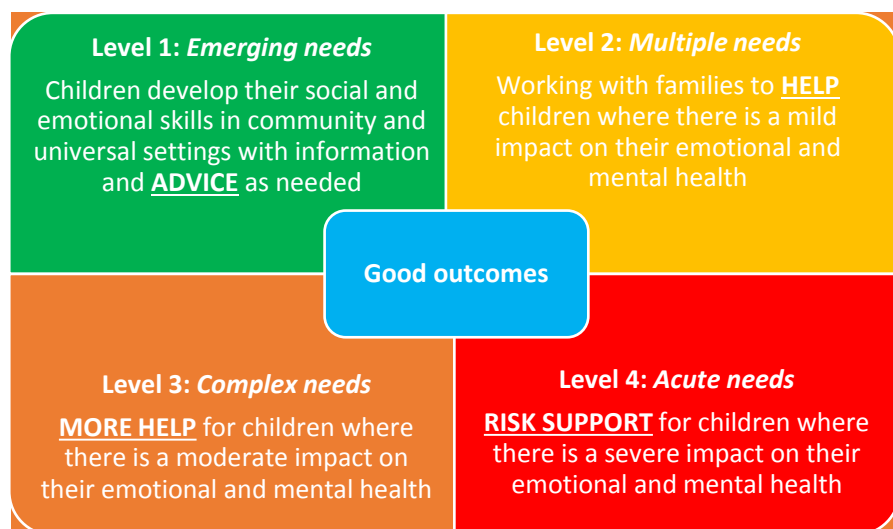 Level 1: Emerging needs
Children develop their social and
emotional skills in community and
universal settings with information
and ADVICE as needed
Level 2: Multiple needs
Working with families to HELP
children where there is a mild
impact on their emotional and
mental health
Good outcomes
Level 3: Complex needs
MORE HELP for children where
there is a moderate impact on
their emotional and mental health
Level 4: Acute needs
RISK SUPPORT for children where
there is a severe impact on their
emotional and mental health